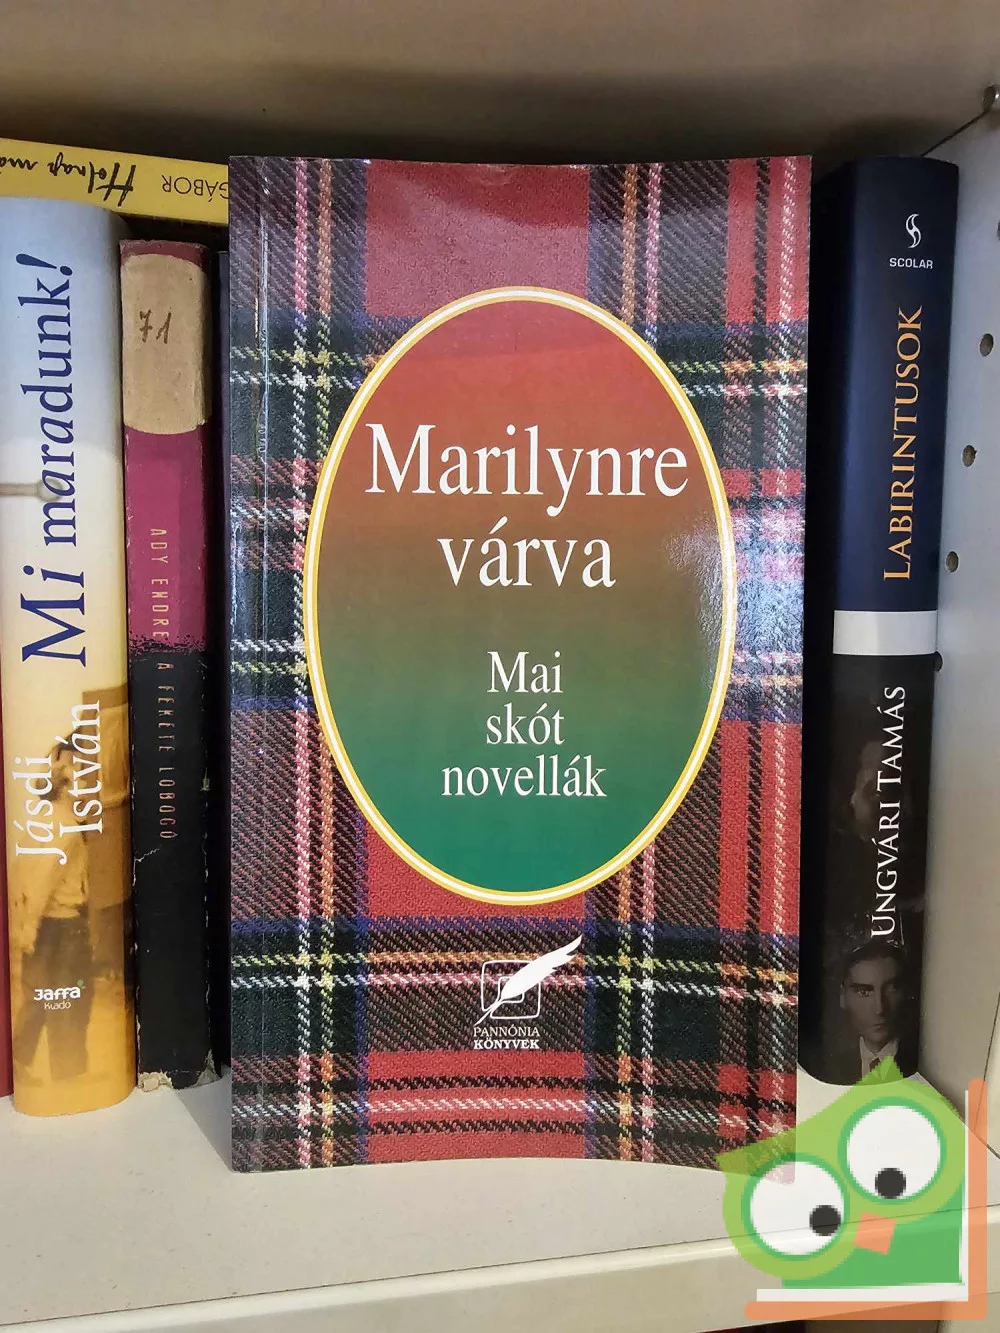 Marilynre
várva
Mai
skót
novellák
PANNÓNIA
KÖNYVEK
GÁBOR
Holnap
Jásdi
István
Mi maradunk!
Jaffa
Kiadó
71
ADY ENDRE
A FEKETE LOBOGÓ
SCOLAR
LABIRINTUSOK
UNGVÁRI TAMÁS